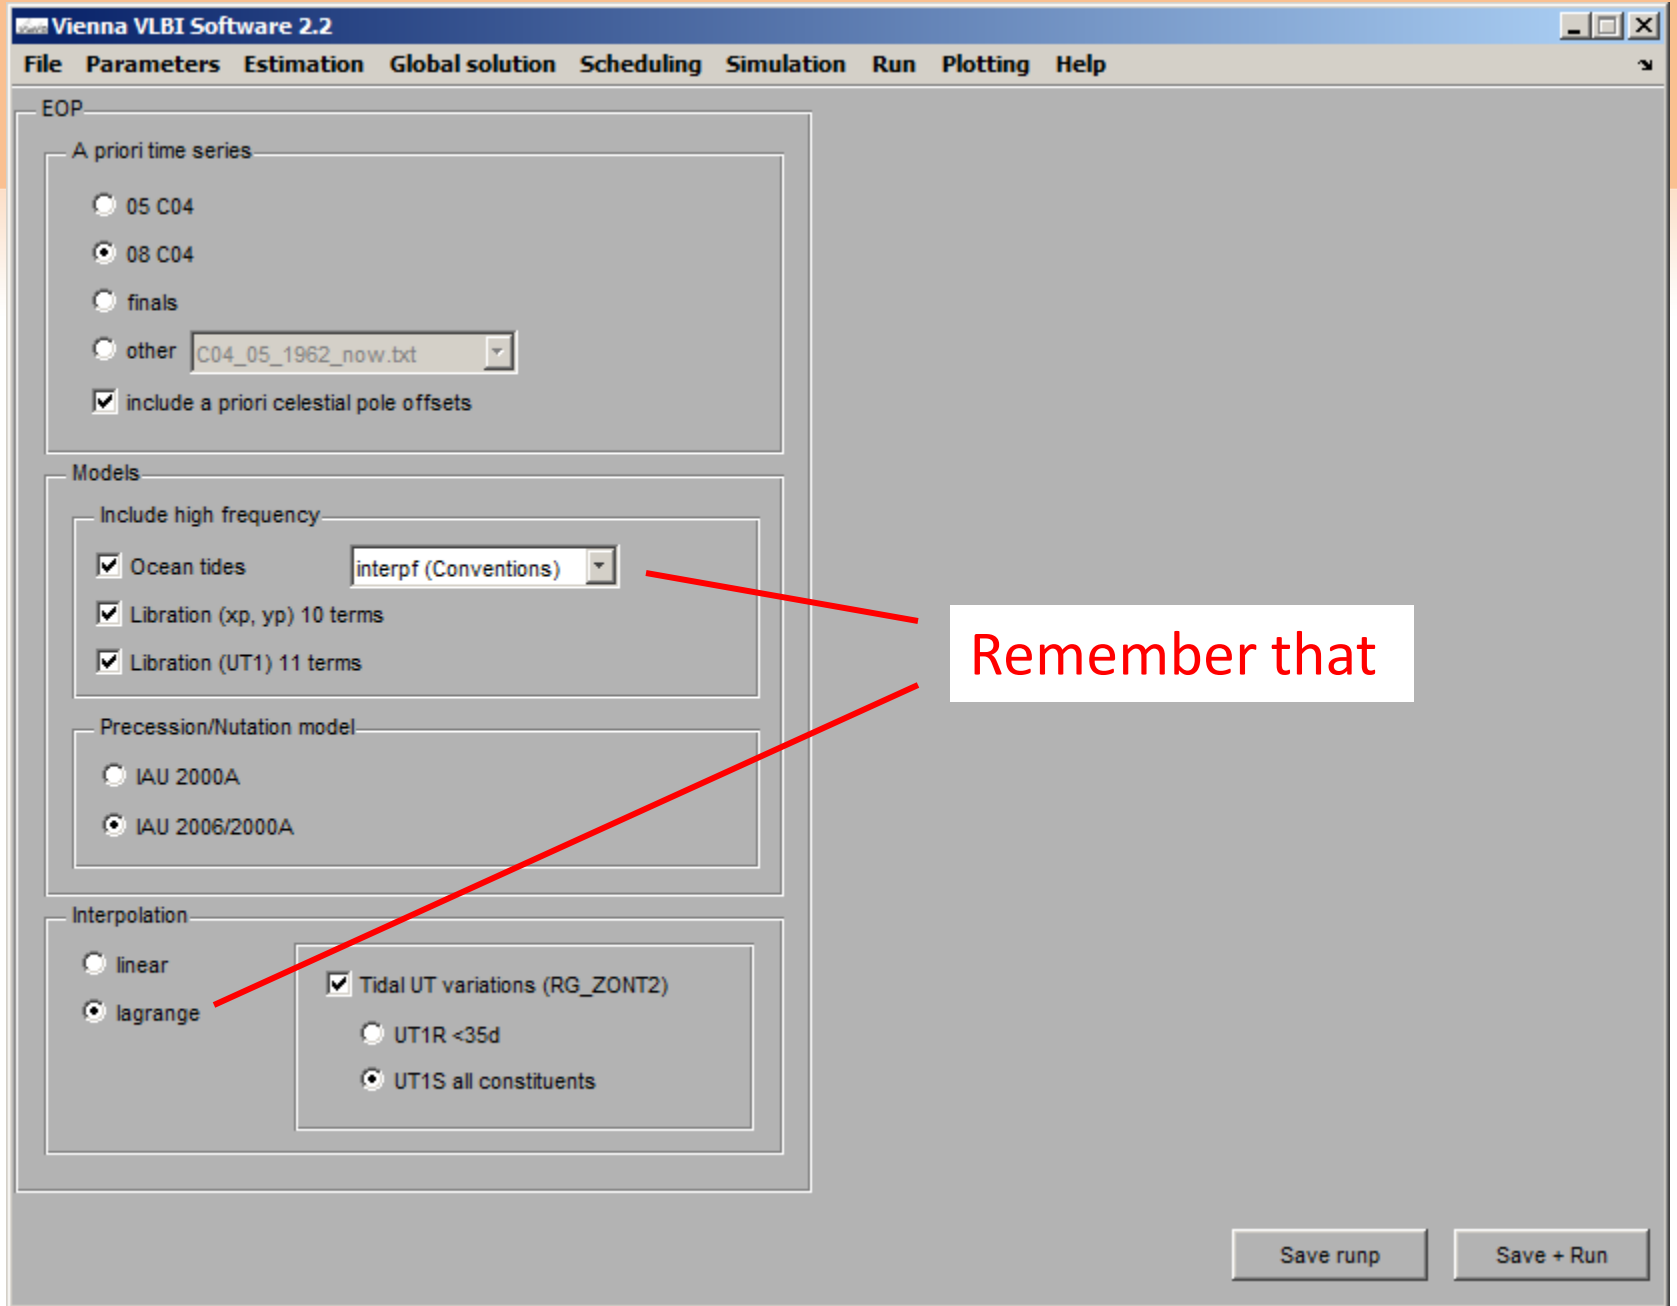 Vienna VLBI Software 2.2
File Parameters Estimation Global solution Scheduling Simulation Run Plotting Help
EOP
A priori time series
05 C04
08 C04
finals
other C04_05_1962_now.txt
include a priori celestial pole offsets
Models
Include high frequency
Ocean tides interpf (Conventions)
Libration (xp, yp) 10 terms
Libration (UT1) 11 terms
Remember that
Precession/Nutation model
IAU 2000A
IAU 2006/2000A
Interpolation
linear
lagrange
Tidal UT variations (RG_ZONT2)
UT1R <35d
UT1S all constituents
Save runp Save + Run